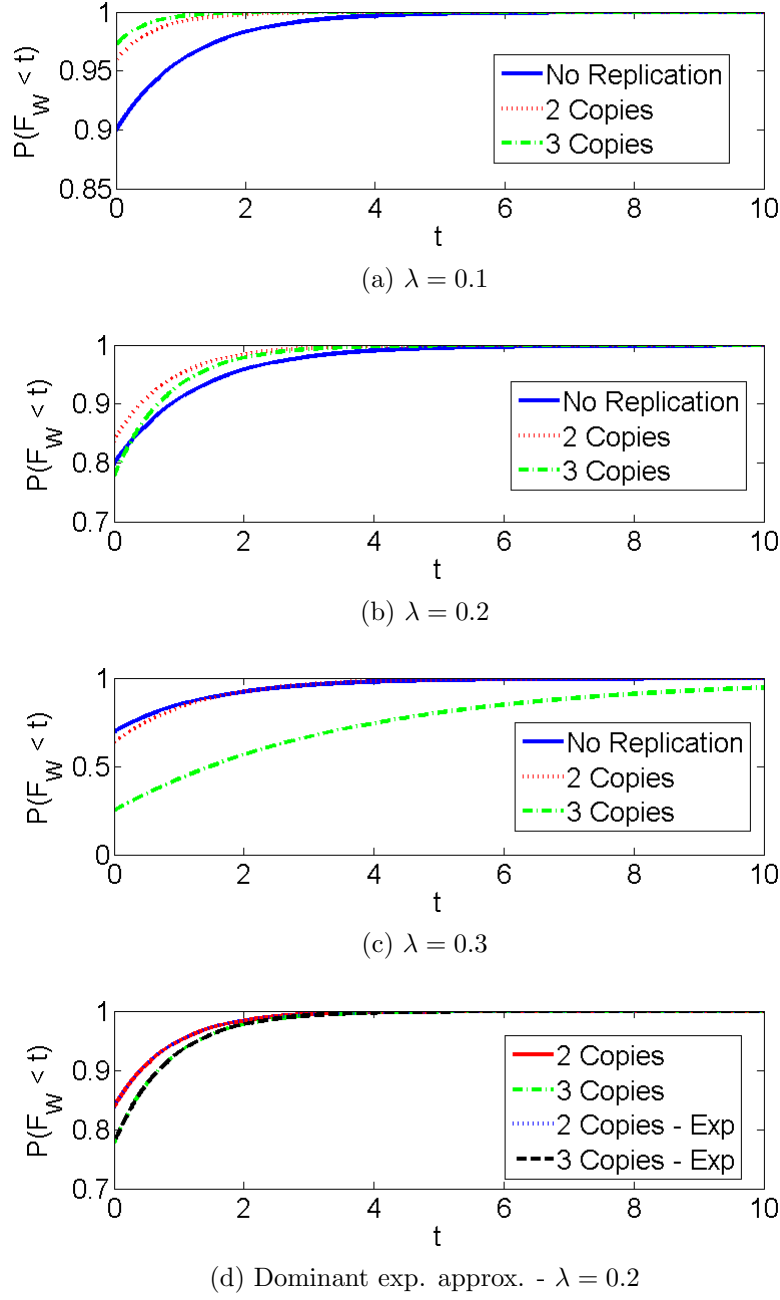 1
0.95
0.9
0.85
P(F_W < t)
No Replication
2 Copies
3 Copies
0 2 4 6 8 10
t
(a) λ = 0.1
1
0.9
0.8
0.7
P(F_W < t)
No Replication
2 Copies
3 Copies
0 2 4 6 8 10
t
(b) λ = 0.2
1
0.5
0
P(F_W < t)
No Replication
2 Copies
3 Copies
0 2 4 6 8 10
t
(c) λ = 0.3
1
0.9
0.8
0.7
P(F_W < t)
2 Copies
3 Copies
2 Copies - Exp
3 Copies - Exp
0 2 4 6 8 10
t
(d) Dominant exp. approx. - λ = 0.2